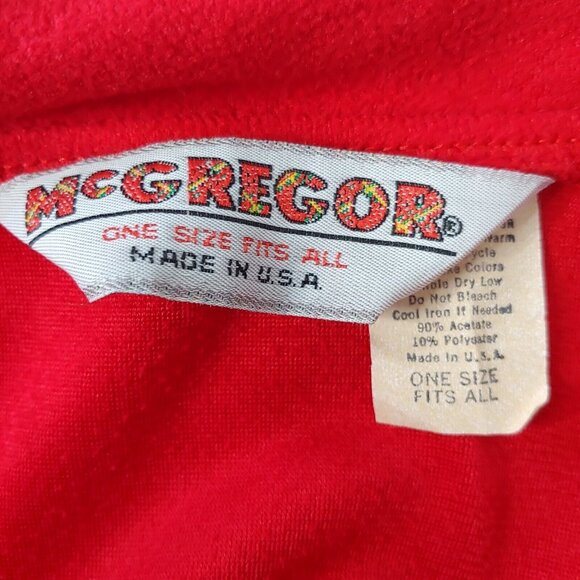 McGREGOR®
ONE SIZE FITS ALL
MADE IN U.S.A.
Colors
Dry Low
Do Not Bleach
Cool Iron If Needed
90% Acetate
10% Polyester
Made In U.S.A.
ONE SIZE
FITS ALL